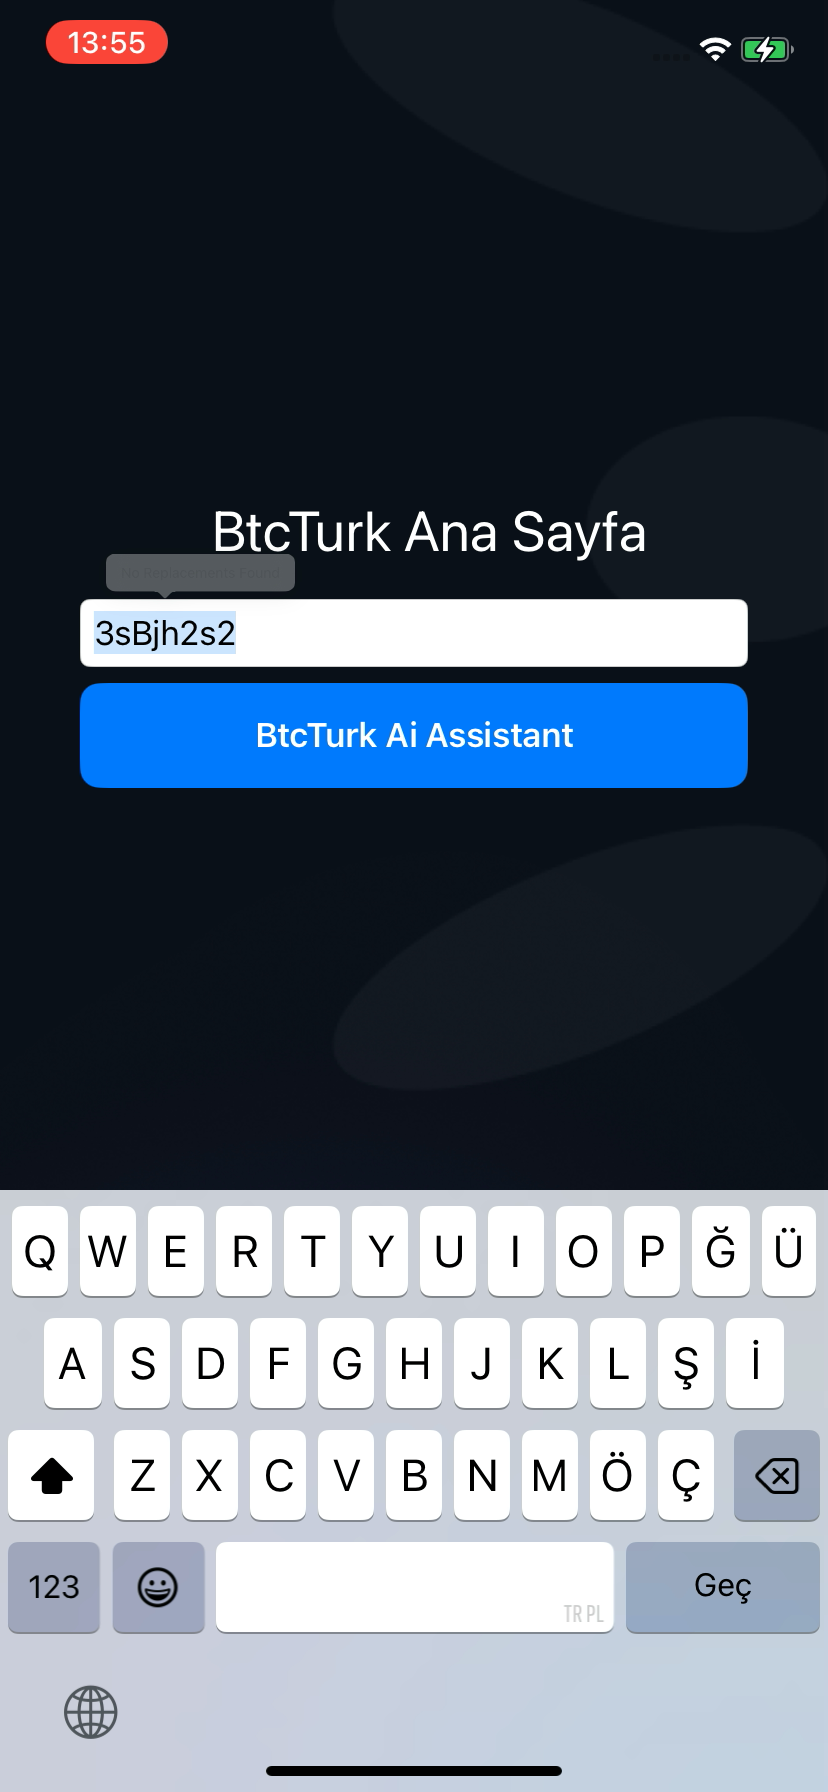 13:55
BtcTurk Ana Sayfa
No Replacements Found
3sBjh2s2
BtcTurk Ai Assistant
Q W E R T Y U I O P Ğ Ü
A S D F G H J K L Ş İ
Z X C V B N M Ö Ç
123
TR PL
Geç